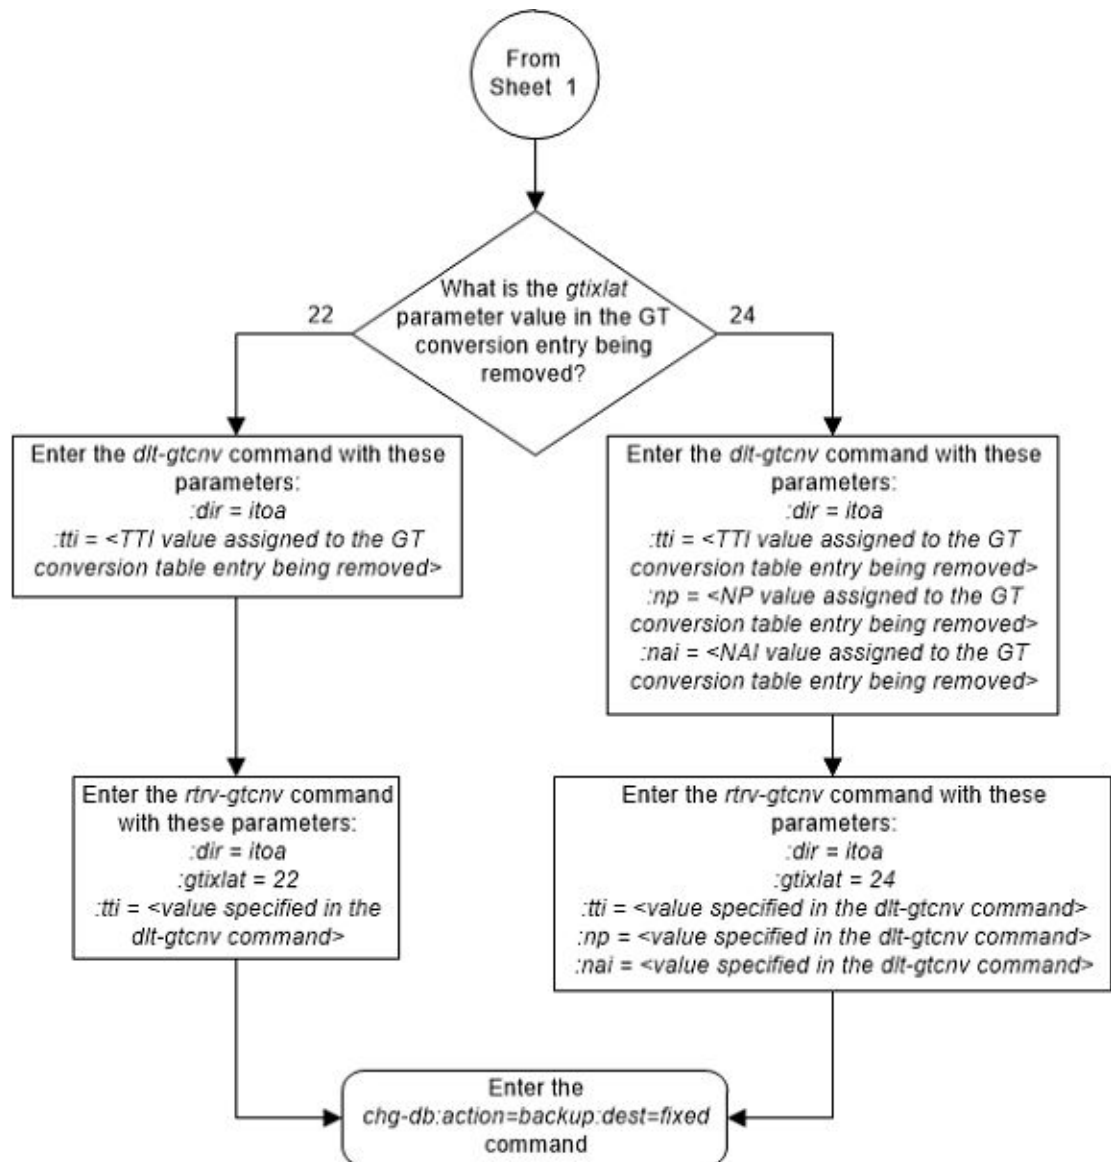 From
Sheet 1
What is the gtixlat
parameter value in the GT
conversion entry being
removed?
22
24
Enter the dlt-gtcnv command with these
parameters:
:dir = itoa
:tti = <TTI value assigned to the GT
conversion table entry being removed>
Enter the dlt-gtcnv command with these
parameters:
:dir = itoa
:tti = <TTI value assigned to the GT
conversion table entry being removed>
:np = <NP value assigned to the GT
conversion table entry being removed>
:nai = <NAI value assigned to the GT
conversion table entry being removed>
Enter the rtrv-gtcnv command
with these parameters:
:dir = itoa
:gtixlat = 22
:tti = <value specified in the
dlt-gtcnv command>
Enter the rtrv-gtcnv command with these
parameters:
:dir = itoa
:gtixlat = 24
:tti = <value specified in the dlt-gtcnv command>
:np = <value specified in the dlt-gtcnv command>
:nai = <value specified in the dlt-gtcnv command>
Enter the
chg-db:action=backup:dest=fixed
command